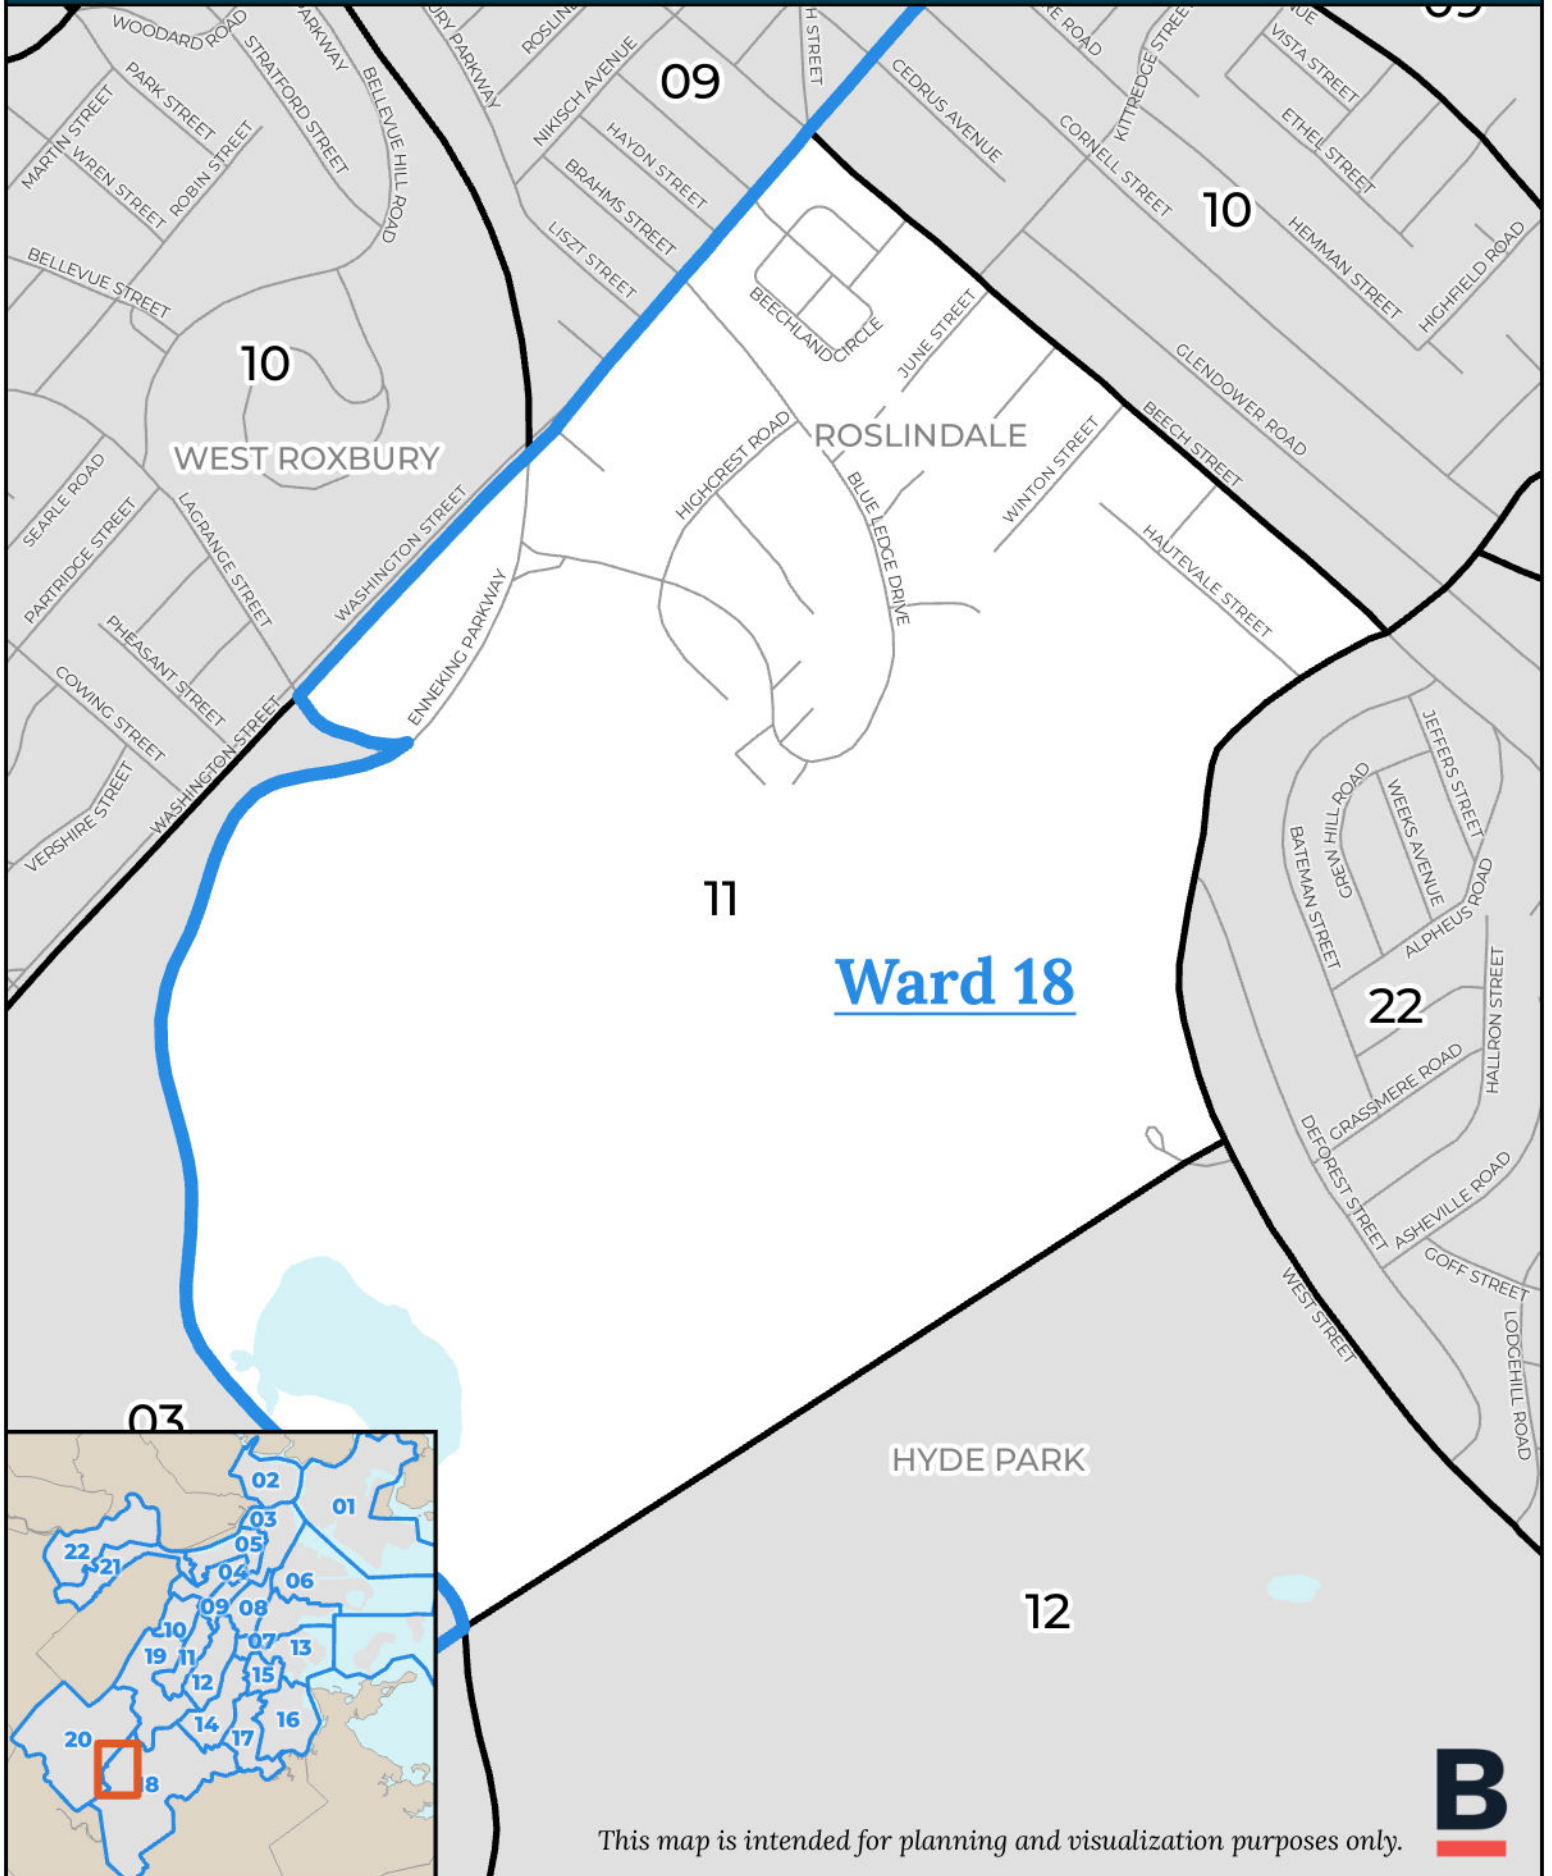 WOODARD ROAD
PARKWAY
URY PARKWAY
H STREET
RE ROAD
KITTREDGE STREET
NUE
VISTA STREET
PARK STREET
STRATFORD STREET
BELLEVUE HILL ROAD
NIKISCH AVENUE
09
CEDRUS AVENUE
CORNELL STREET
ETHEL STREET
MARTIN STREET
WREN STREET
ROBIN STREET
HAYDN STREET
BRAHMS STREET
LISZT STREET
10
HEMMAN STREET
HIGHFIELD ROAD
BELLEVUE STREET
BEECHLAND CIRCLE
JUNE STREET
GLENDOWER ROAD
10
WEST ROXBURY
ROSLINDALE
HIGHCREST ROAD
BEECH STREET
WINTON STREET
SEARLE ROAD
PARTRIDGE STREET
LAGRANGE STREET
WASHINGTON STREET
BLUE LEDGE DRIVE
HAUTEVALE STREET
ENNEKING PARKWAY
PHEASANT STREET
COWING STREET
WASHINGTON STREET
VERSHIRE STREET
JEFFERS STREET
GREW HILL ROAD
WEEKS AVENUE
BATEMAN STREET
ALPHEUS ROAD
11
Ward 18
22
HALLRON STREET
GRASSMERE ROAD
DEFOREST STREET
ASHEVILLE ROAD
GOFF STREET
WEST STREET
LODGEHILL ROAD
03
HYDE PARK
12
02
01
03
05
22
21
04
06
09
08
10
07
13
19
11
12
15
14
16
17
20
18
This map is intended for planning and visualization purposes only.
B